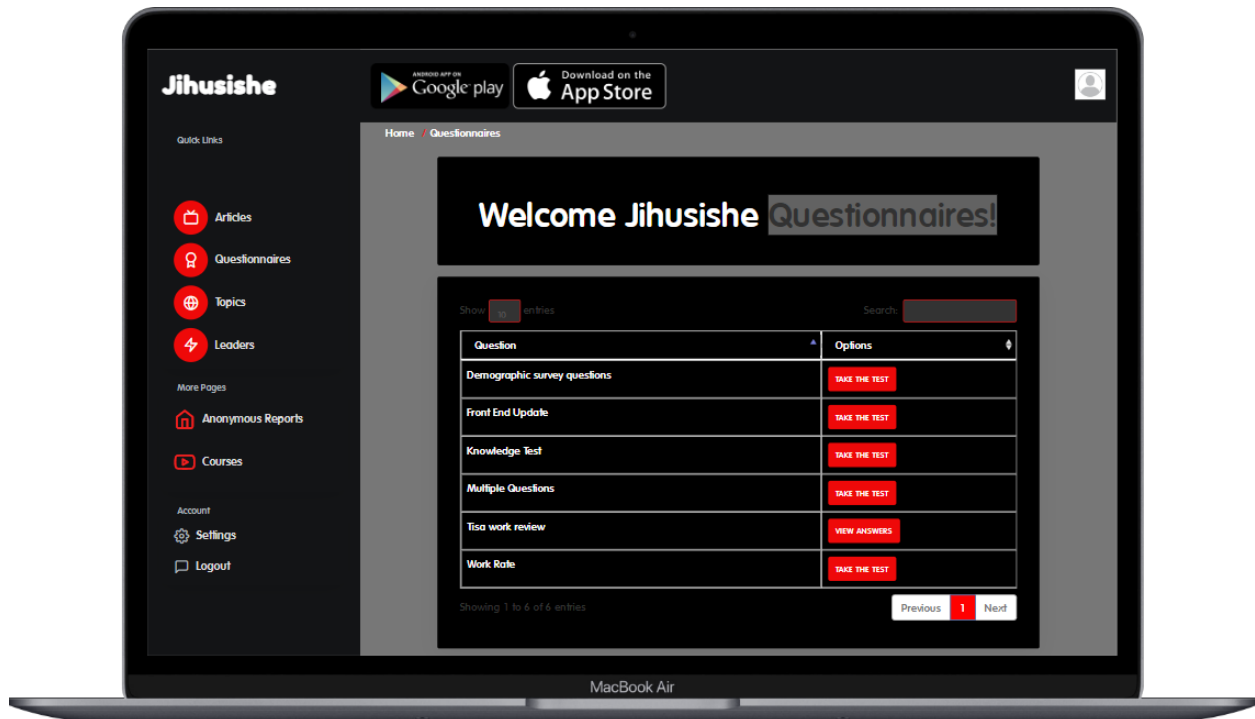 Jihusishe
ANDROID APP ON
Google play
Download on the
App Store
Quick Links
Home / Questionnaires
Welcome Jihusishe Questionnaires!
Articles
Questionnaires
Topics
Leaders
More Pages
Anonymous Reports
Courses
Account
Settings
Logout
Show 10 entries
Search:
Question Options
Demographic survey questions TAKE THE TEST
Front End Update TAKE THE TEST
Knowledge Test TAKE THE TEST
Multiple Questions TAKE THE TEST
Tisa work review VIEW ANSWERS
Work Rate TAKE THE TEST
Showing 1 to 6 of 6 entries
Previous 1 Next
MacBook Air